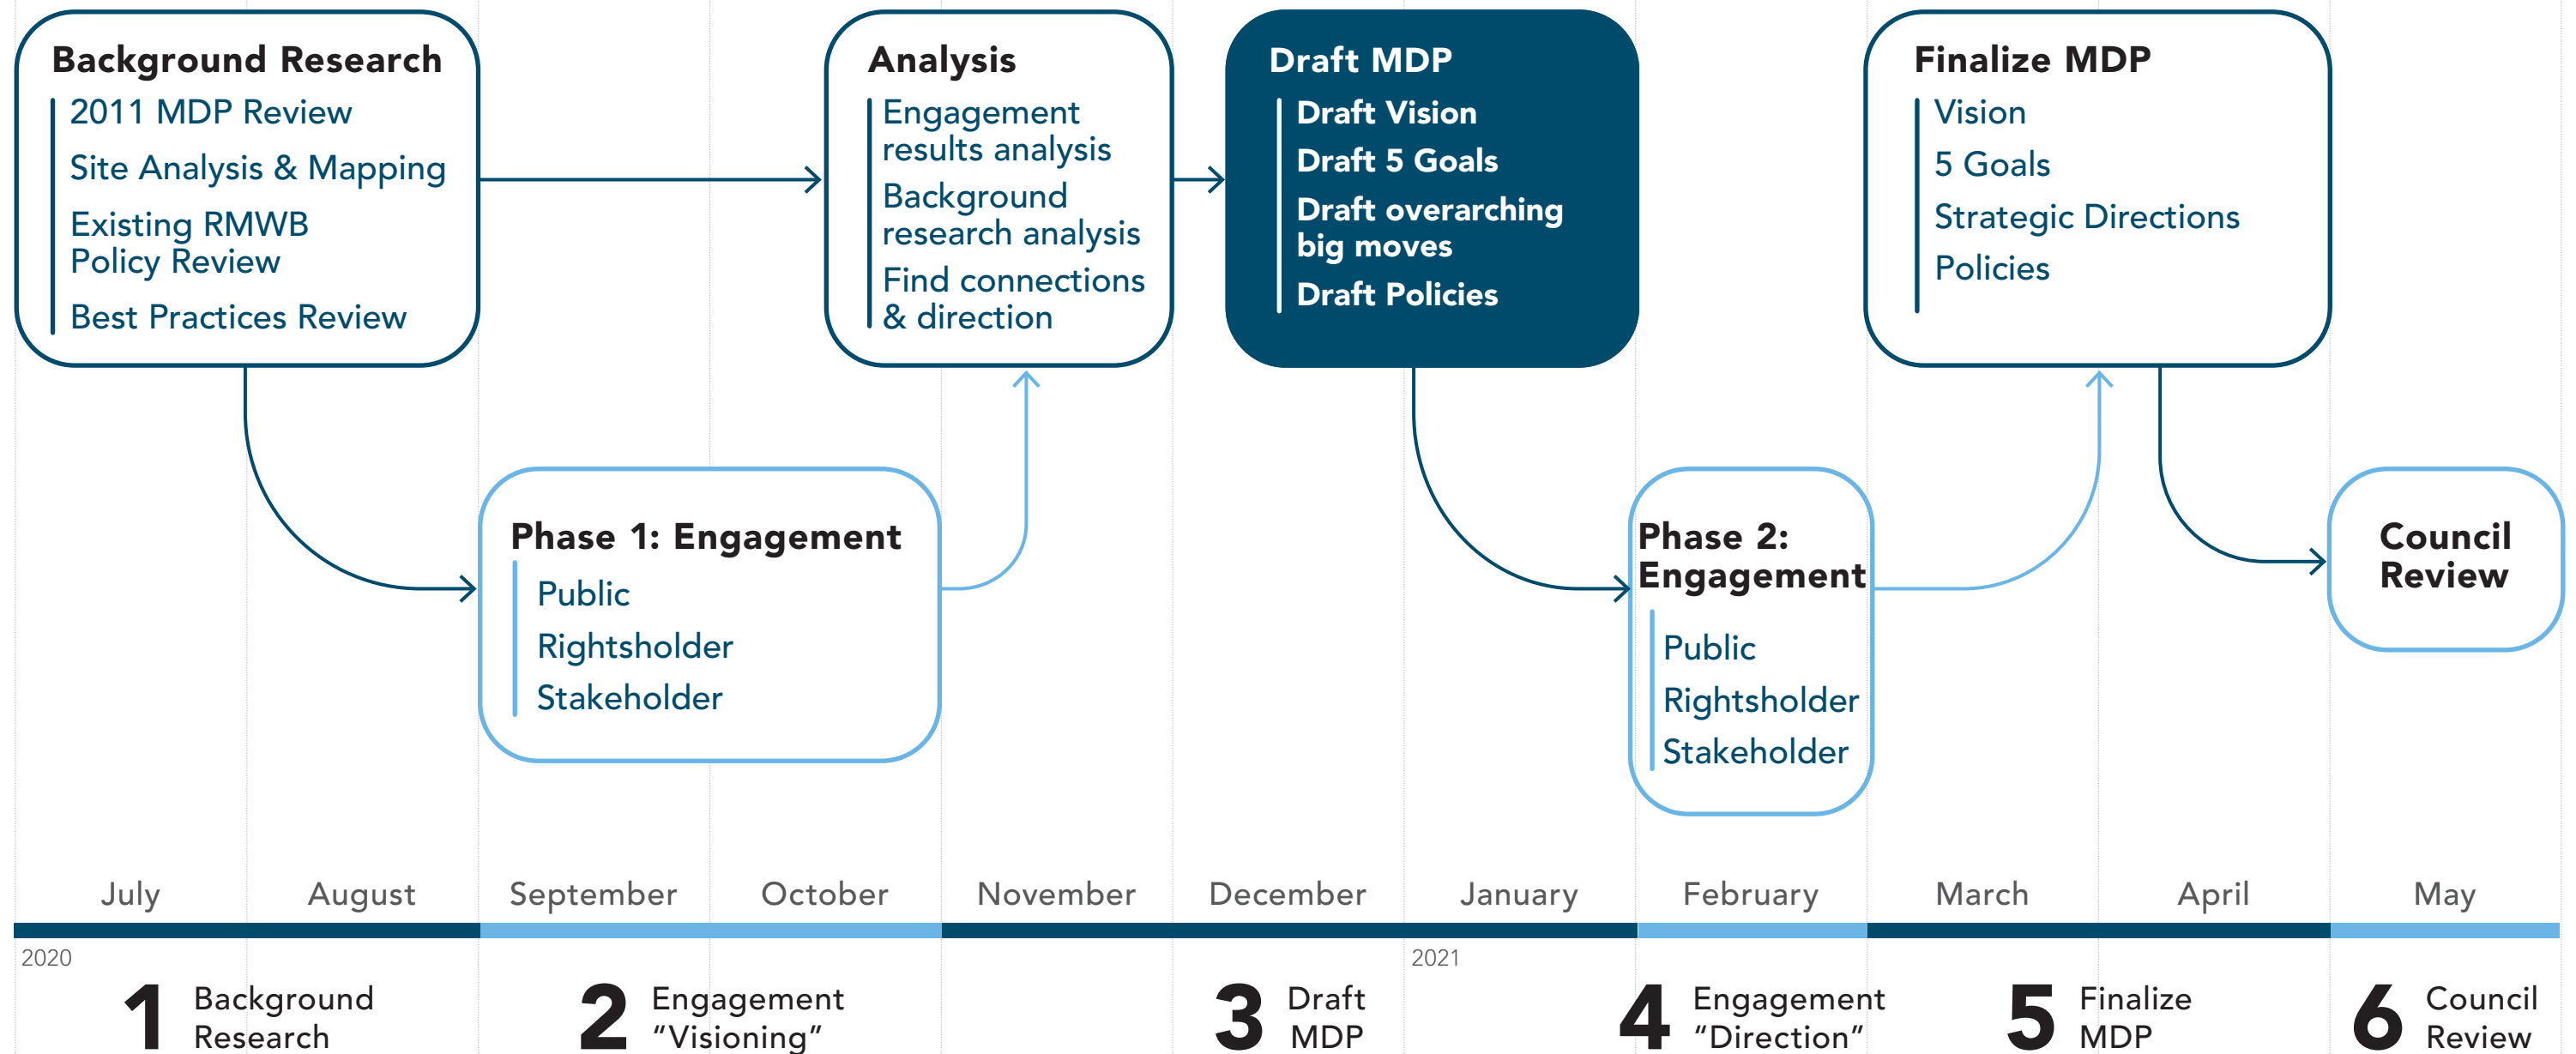 Background Research
2011 MDP Review
Site Analysis & Mapping
Existing RMWB
Policy Review
Best Practices Review
Analysis
Engagement
results analysis
Background
research analysis
Find connections
& direction
Draft MDP
Draft Vision
Draft 5 Goals
Draft overarching
big moves
Draft Policies
Finalize MDP
Vision
5 Goals
Strategic Directions
Policies
Phase 1: Engagement
Public
Rightsholder
Stakeholder
Phase 2:
Engagement
Public
Rightsholder
Stakeholder
Council
Review
July August September October November December January February March April May
2020 2021
1 Background
Research
2 Engagement
“Visioning”
3 Draft
MDP
4 Engagement
“Direction”
5 Finalize
MDP
6 Council
Review